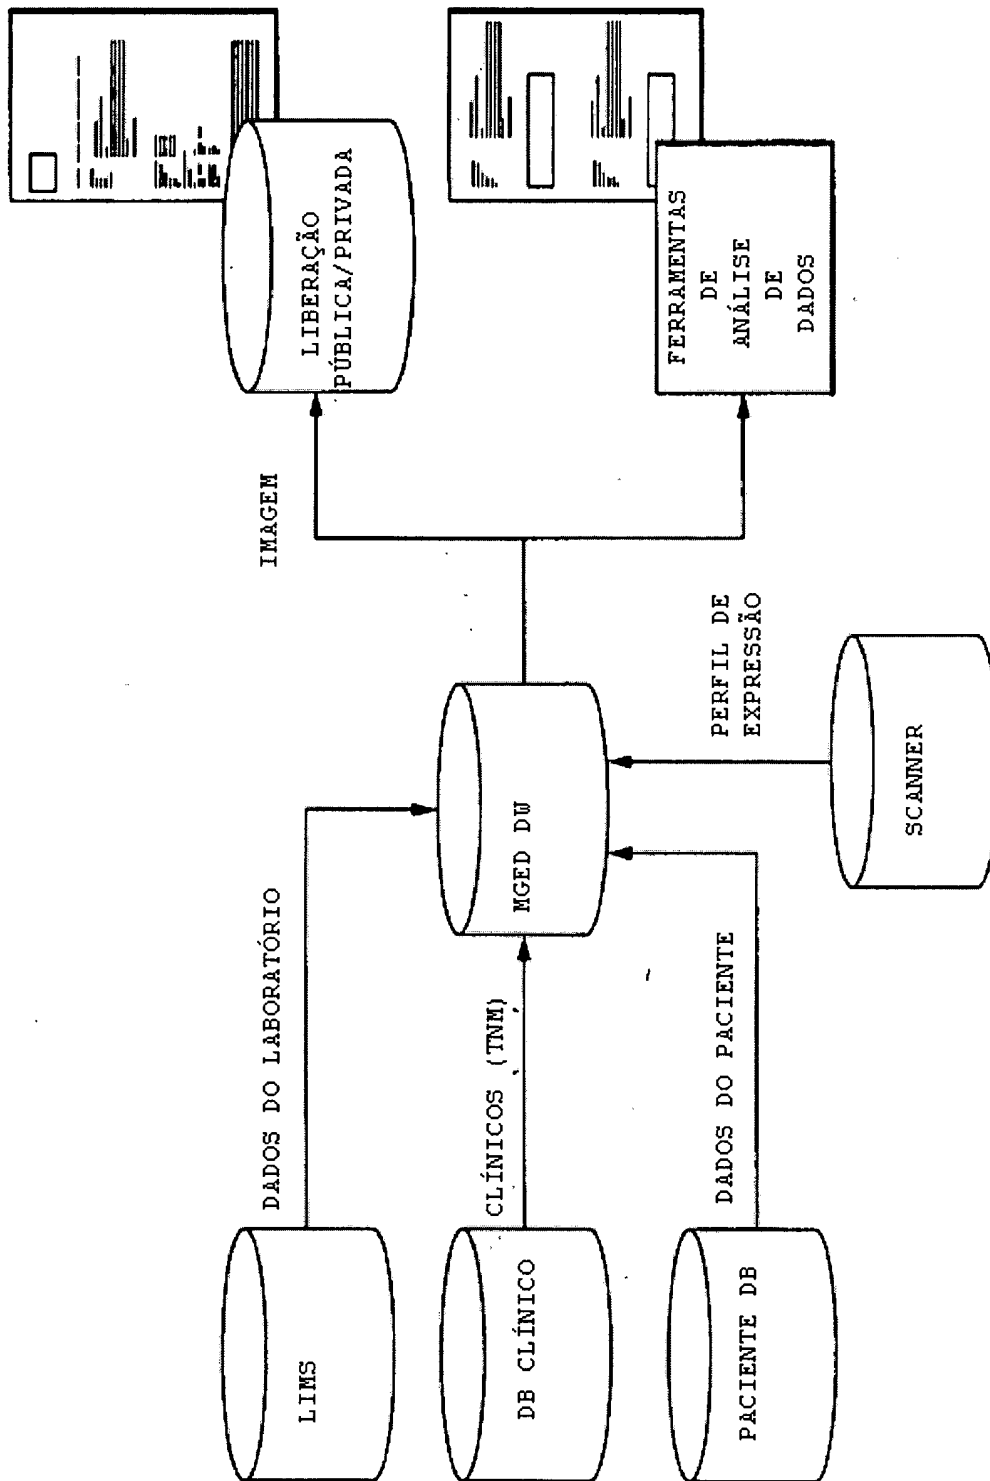 LIMS
DB CLÍNICO
PACIENTE DB
DADOS DO LABORATÓRIO
CLÍNICOS (TNM)
DADOS DO PACIENTE
MGED DW
SCANNER
PERFIL DE
EXPRESSÃO
IMAGEM
LIBERAÇÃO
PÚBLICA/PRIVADA
FERRAMENTAS
DE
ANÁLISE
DE
DADOS